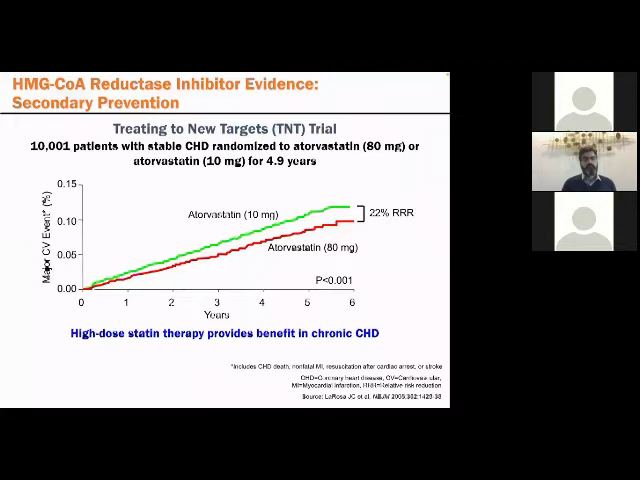 HMG-CoA Reductase Inhibitor Evidence:
Secondary Prevention
Treating to New Targets (TNT) Trial
10,001 patients with stable CHD randomized to atorvastatin (80 mg) or
atorvastatin (10 mg) for 4.9 years
Major CV Event* (%)
0.15
0.10
0.05
0.00
Atorvastatin (10 mg)
22% RRR
Atorvastatin (80 mg)
P<0.001
0 1 2 3 4 5 6
Years
High-dose statin therapy provides benefit in chronic CHD
*Includes CHD death, nonfatal MI, resuscitation after cardiac arrest, or stroke
CHD=Coronary heart disease, CV=Cardiovascular,
MI=Myocardial infarction, RRR=Relative risk reduction
Source: LaRosa JC et al. NEJM